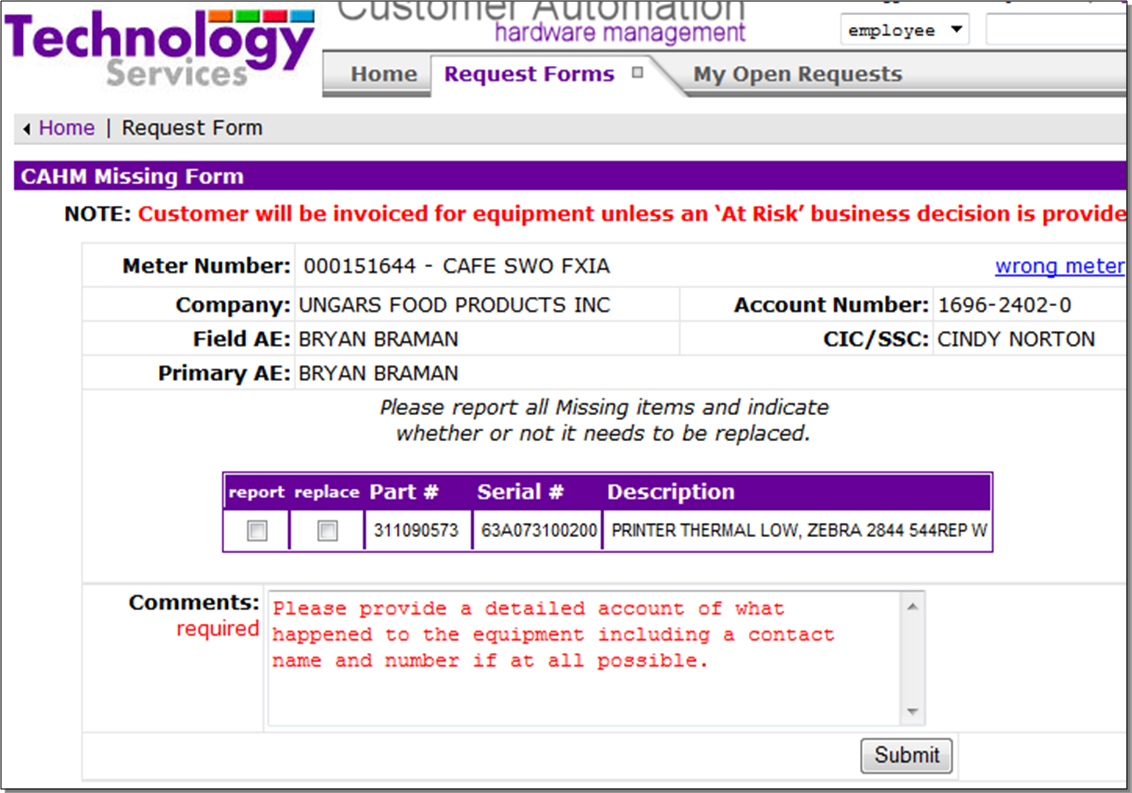 Customer Automation
hardware management
Technology
Services
employee
Home
Request Forms
My Open Requests
Home | Request Form
CAHM Missing Form
NOTE: Customer will be invoiced for equipment unless an ‘At Risk’ business decision is provide
Meter Number: 000151644 - CAFE SWO FXIA wrong meter
Company: UNGARS FOOD PRODUCTS INC Account Number: 1696-2402-0
Field AE: BRYAN BRAMAN CIC/SSC: CINDY NORTON
Primary AE: BRYAN BRAMAN
Please report all Missing items and indicate
whether or not it needs to be replaced.
report replace Part # Serial # Description
311090573 63A073100200 PRINTER THERMAL LOW, ZEBRA 2844 544REP W
Comments:
required
Please provide a detailed account of what
happened to the equipment including a contact
name and number if at all possible.
Submit